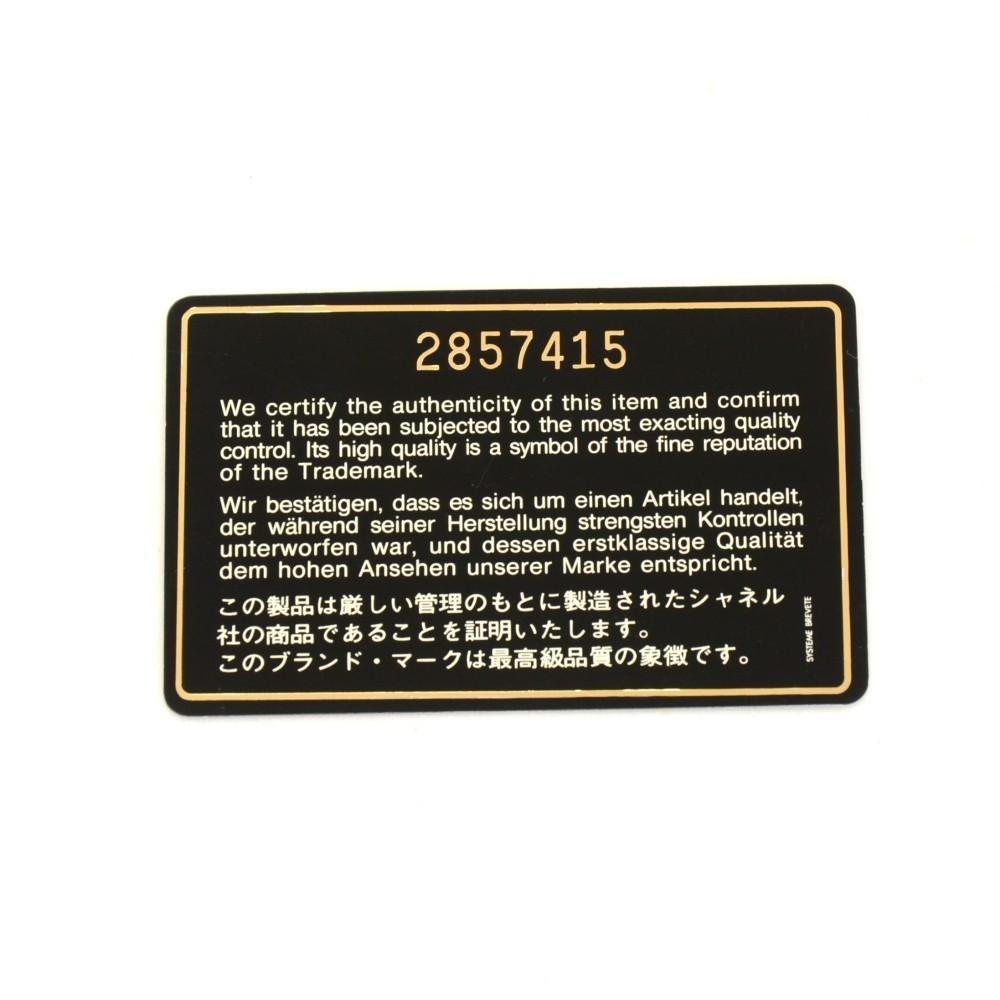 2857415
We certify the authenticity of this item and confirm
that it has been subjected to the most exacting quality
control. Its high quality is a symbol of the fine reputation
of the Trademark.
Wir bestätigen, dass es sich um einen Artikel handelt,
der während seiner Herstellung strengsten Kontrollen
unterworfen war, und dessen erstklassige Qualität
dem hohen Ansehen unserer Marke entspricht.
この製品は厳しい管理のもとに製造されたシャネル
社の商品であることを証明いたします。
このブランド・マークは最高級品質の象徴です。
SYSTEME BREVETE